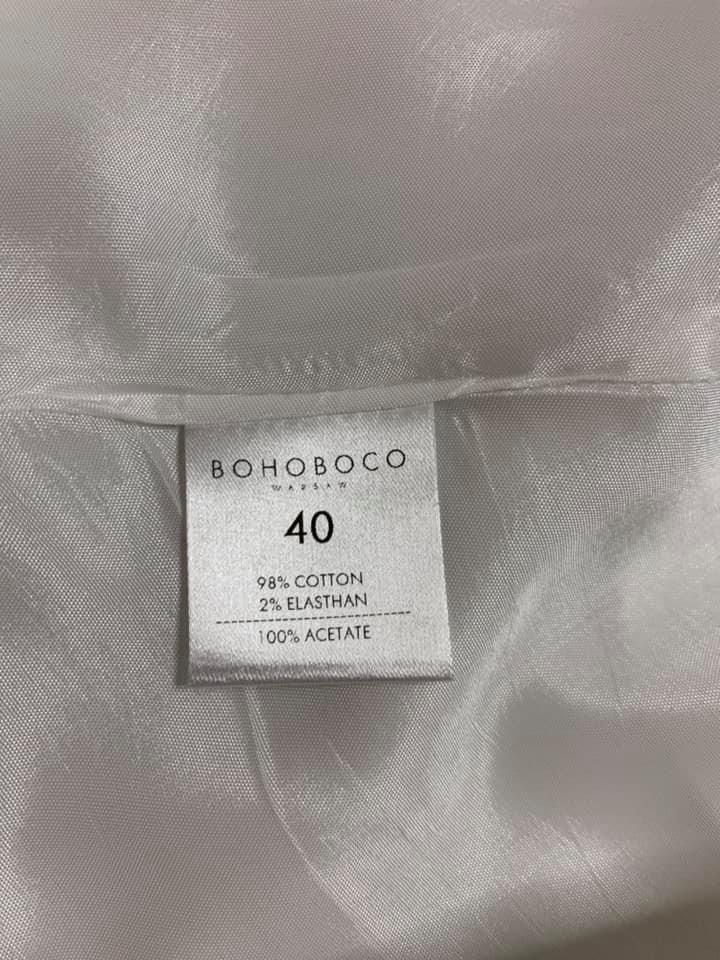 BOHOBOCO
WARSAW
40
98% COTTON
2% ELASTHAN
100% ACETATE